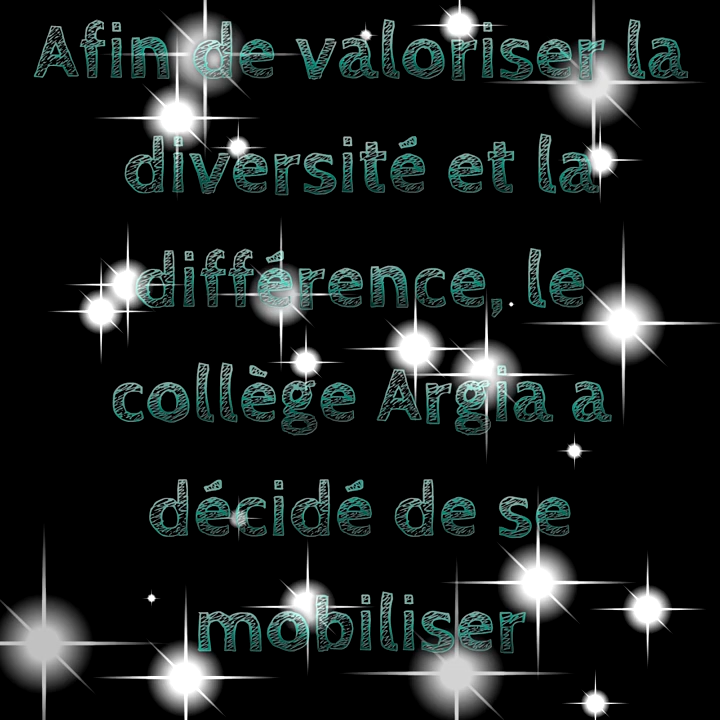 Afin de valoriser la
diversité et la
différence, le
collège Argia a
décidé de se
mobiliser